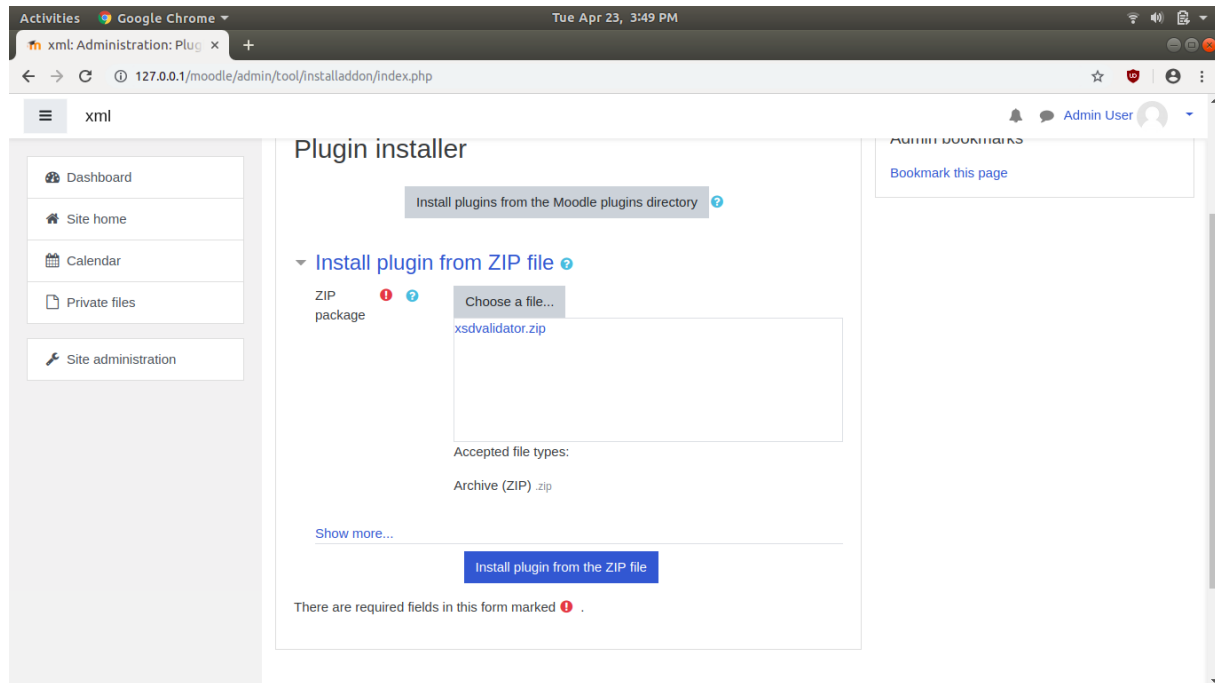 Activities Google Chrome Tue Apr 23, 3:49 PM
xml: Administration: Plug
127.0.0.1/moodle/admin/tool/installaddon/index.php
xml Admin User
Plugin installer
Admin bookmarks
Dashboard
Bookmark this page
Install plugins from the Moodle plugins directory
Site home
Calendar
Install plugin from ZIP file
Private files
ZIP package
Choose a file...
xsdvalidator.zip
Site administration
Accepted file types:
Archive (ZIP) .zip
Show more...
Install plugin from the ZIP file
There are required fields in this form marked .